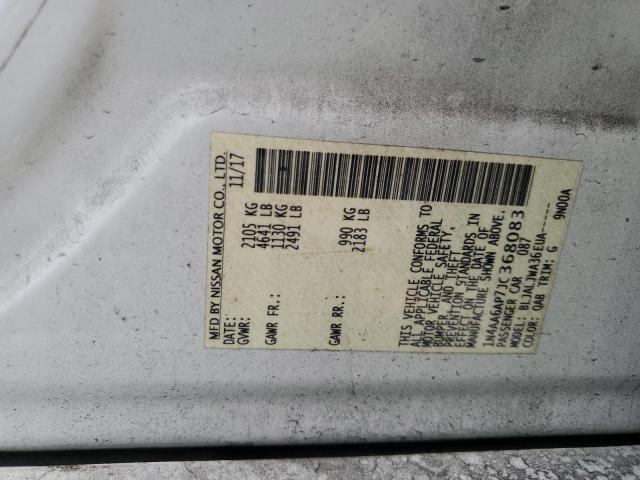 MFD BY NISSAN MOTOR CO., LTD.
DATE: 11/17
GVWR: 2105 KG
4641 LB
GAWR FR.: 1130 KG
2491 LB
GAWR RR.: 990 KG
2183 LB
THIS VEHICLE CONFORMS TO
ALL APPLICABLE FEDERAL
MOTOR VEHICLE SAFETY,
BUMPER, AND THEFT
PREVENTION STANDARDS IN
EFFECT ON THE DATE OF
MANUFACTURE SHOWN ABOVE.
1N4AA6AP7JC368083
PASSENGER CAR 087
MODEL: BLJALJWA36EUA------
COLOR: QAB TRIM: G 9N00A